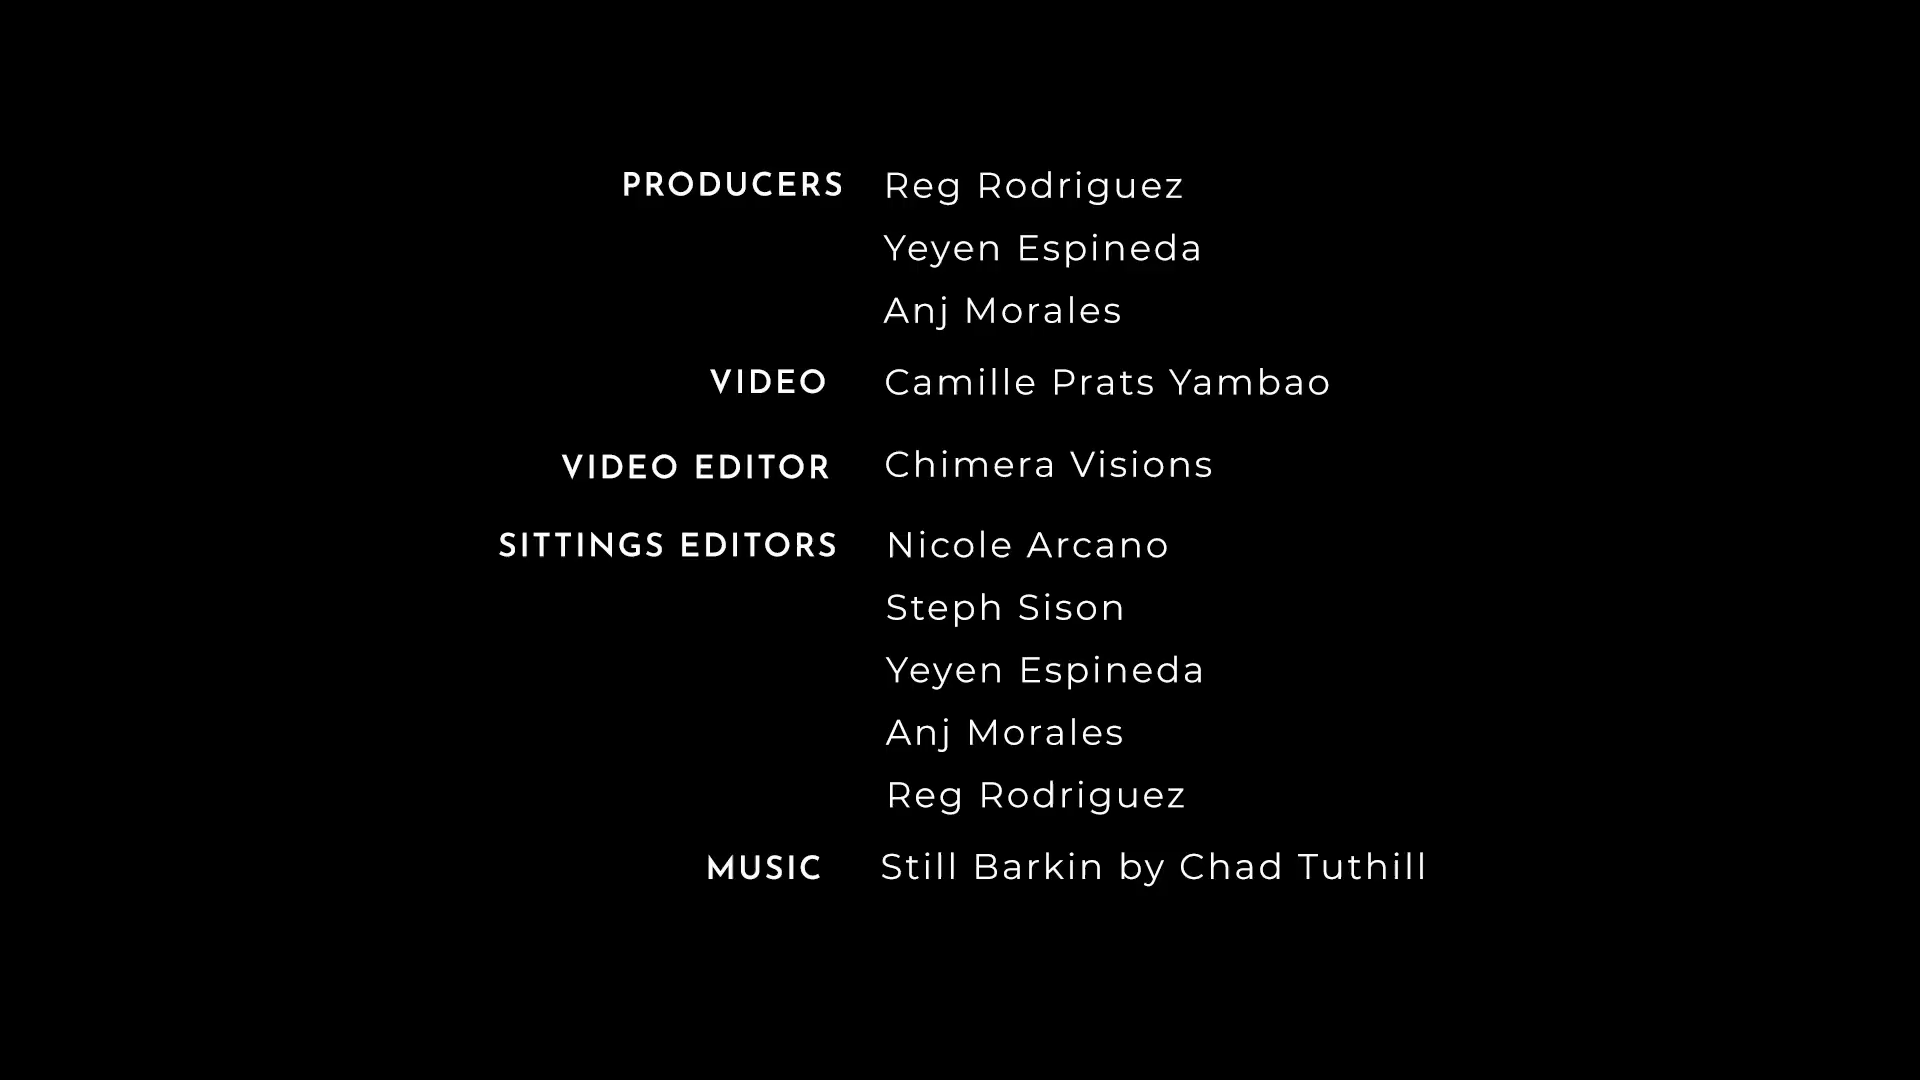 PRODUCERS Reg Rodriguez
Yeyen Espineda
Anj Morales
VIDEO Camille Prats Yambao
VIDEO EDITOR Chimera Visions
SITTINGS EDITORS Nicole Arcano
Steph Sison
Yeyen Espineda
Anj Morales
Reg Rodriguez
MUSIC Still Barkin by Chad Tuthill